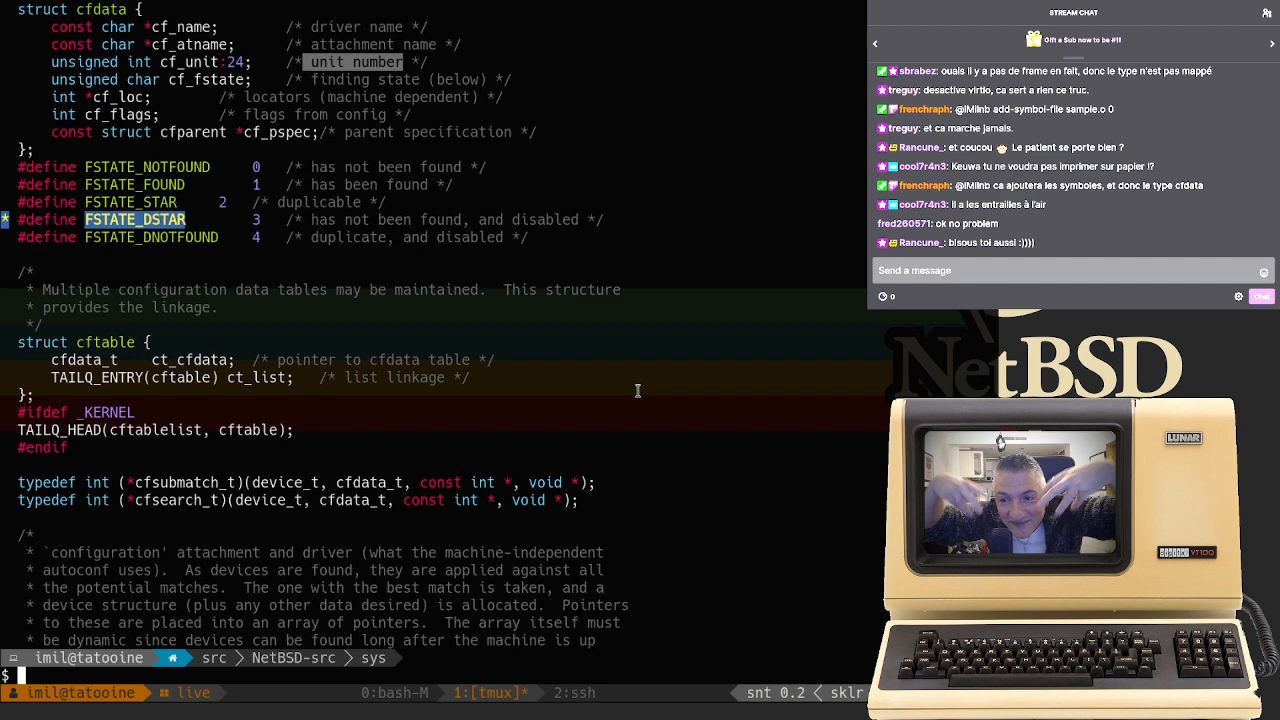 struct cfdata {
const char *cf_name; /* driver name */
const char *cf_atname; /* attachment name */
unsigned int cf_unit:24; /* unit number */
unsigned char cf_fstate; /* finding state (below) */
int *cf_loc; /* locators (machine dependent) */
int cf_flags; /* flags from config */
const struct cfparent *cf_pspec;/* parent specification */
};
#define FSTATE_NOTFOUND 0 /* has not been found */
#define FSTATE_FOUND 1 /* has been found */
#define FSTATE_STAR 2 /* duplicable */
* #define FSTATE_DSTAR 3 /* has not been found, and disabled */
#define FSTATE_DNOTFOUND 4 /* duplicate, and disabled */
/*
* Multiple configuration data tables may be maintained. This structure
* provides the linkage.
*/
struct cftable {
cfdata_t ct_cfdata; /* pointer to cfdata table */
TAILQ_ENTRY(cftable) ct_list; /* list linkage */
};
#ifdef _KERNEL
TAILQ_HEAD(cftablelist, cftable);
#endif
typedef int (*cfsubmatch_t)(device_t, cfdata_t, const int *, void *);
typedef int (*cfsearch_t)(device_t, cfdata_t, const int *, void *);
/*
* `configuration' attachment and driver (what the machine-independent
* autoconf uses). As devices are found, they are applied against all
* the potential matches. The one with the best match is taken, and a
* device structure (plus any other data desired) is allocated. Pointers
* to these are placed into an array of pointers. The array itself must
* be dynamic since devices can be found long after the machine is up
imil@tatooine src NetBSD-src sys
$
imil@tatooine live 0:bash-M 1:[tmux]* 2:ssh snt 0.2 < sklr
STREAM CHAT
Gift a Sub now to be #1!
sbrabez: ouais il y a pas de frame en fait, donc le type n'est pas mappé
treguy: desactive virtio, ca sert a rien ce truc.
frenchraph: @iMilnb add-symbol-file sample.o 0
treguy: et ca marche jamais.
Rancune_: et coucou Le patient se porte bien ?
cool7r4n3: Keuwa tu ne voudra pas imprimer sur papier !?
frenchraph: @iMilnb ca ajoutera les symboles, et donc le type cfdata
cool7r4n3: Il a les entrailles à l'air
fred260571: ok no problem
Rancune_: bisous toi aussi :))))
Send a message
0
Chat
NetBSD
LUNAR
digilix VT100